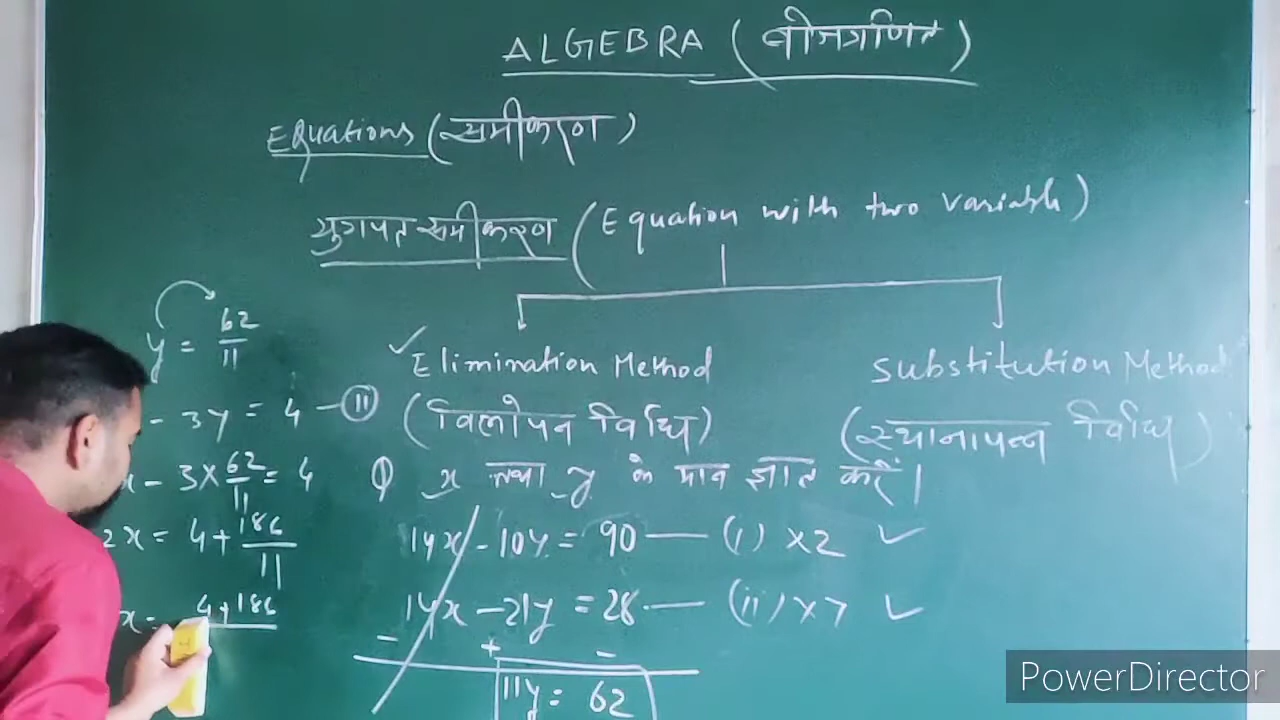 ALGEBRA (बीजगणित)
Equations (समीकरण)
युगपत समीकरण (Equation with two variable)
y = 62/11
- 3y = 4 — (II)
x - 3 × 62/11 = 4
2x = 4 + 186/11
x = 4 + 186
✓ Elimination Method
(विलोपन विधि)
Substitution Method
(स्थानापन्न विधि)
Q x तथा y के मान ज्ञात करें।
14x - 10y = 90 — (i) × 2 ✓
14x - 21y = 28 — (ii) × 7 ✓
- + -
11y = 62
PowerDirector